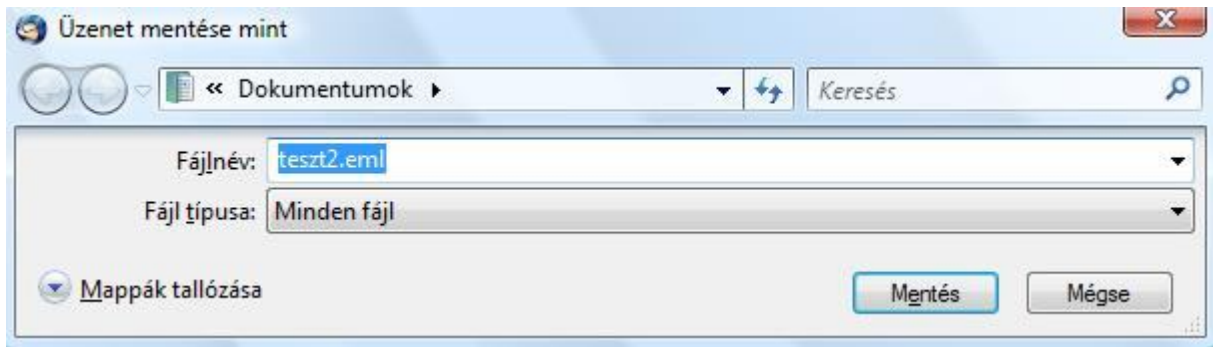 Üzenet mentése mint
« Dokumentumok
Keresés
Fájlnév: teszt2.eml
Fájl típusa: Minden fájl
Mappák tallózása
Mentés
Mégse